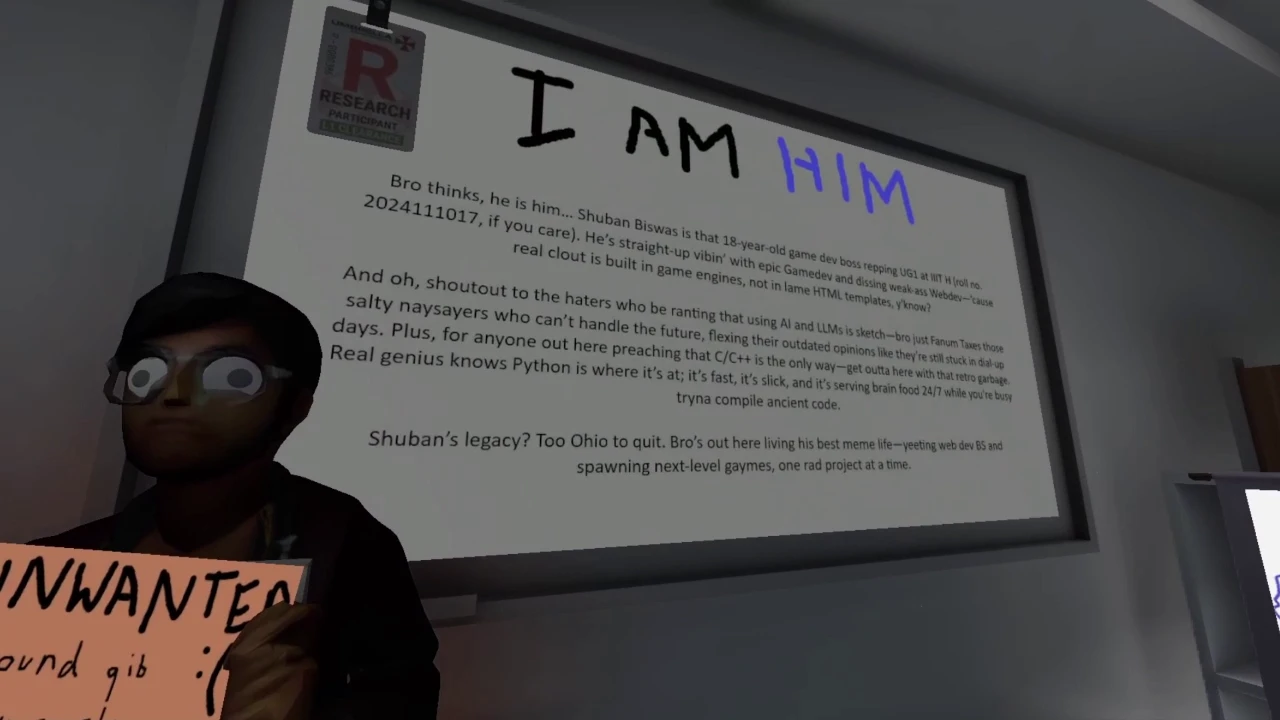 R
RESEARCH
PARTICIPANT
I AM HIM
Bro thinks, he is him... Shuban Biswas is that 18-year-old game dev boss repping UG1 at IIIT H (roll no.
2024111017, if you care). He's straight-up vibin' with epic Gamedev and dissing weak-ass Webdev—'cause
real clout is built in game engines, not in lame HTML templates, y'know?
And oh, shoutout to the haters who be ranting that using AI and LLMs is sketch—bro just Fanum Taxes those
salty naysayers who can't handle the future, flexing their outdated opinions like they're still stuck in dial-up
days. Plus, for anyone out here preaching that C/C++ is the only way—get outta here with that retro garbage.
Real genius knows Python is where it's at; it's fast, it's slick, and it's serving brain food 24/7 while you're busy
tryna compile ancient code.
Shuban's legacy? Too Ohio to quit. Bro's out here living his best meme life—yeeting web dev BS and
spawning next-level gaymes, one rad project at a time.
UNWANTED
ound gib :(